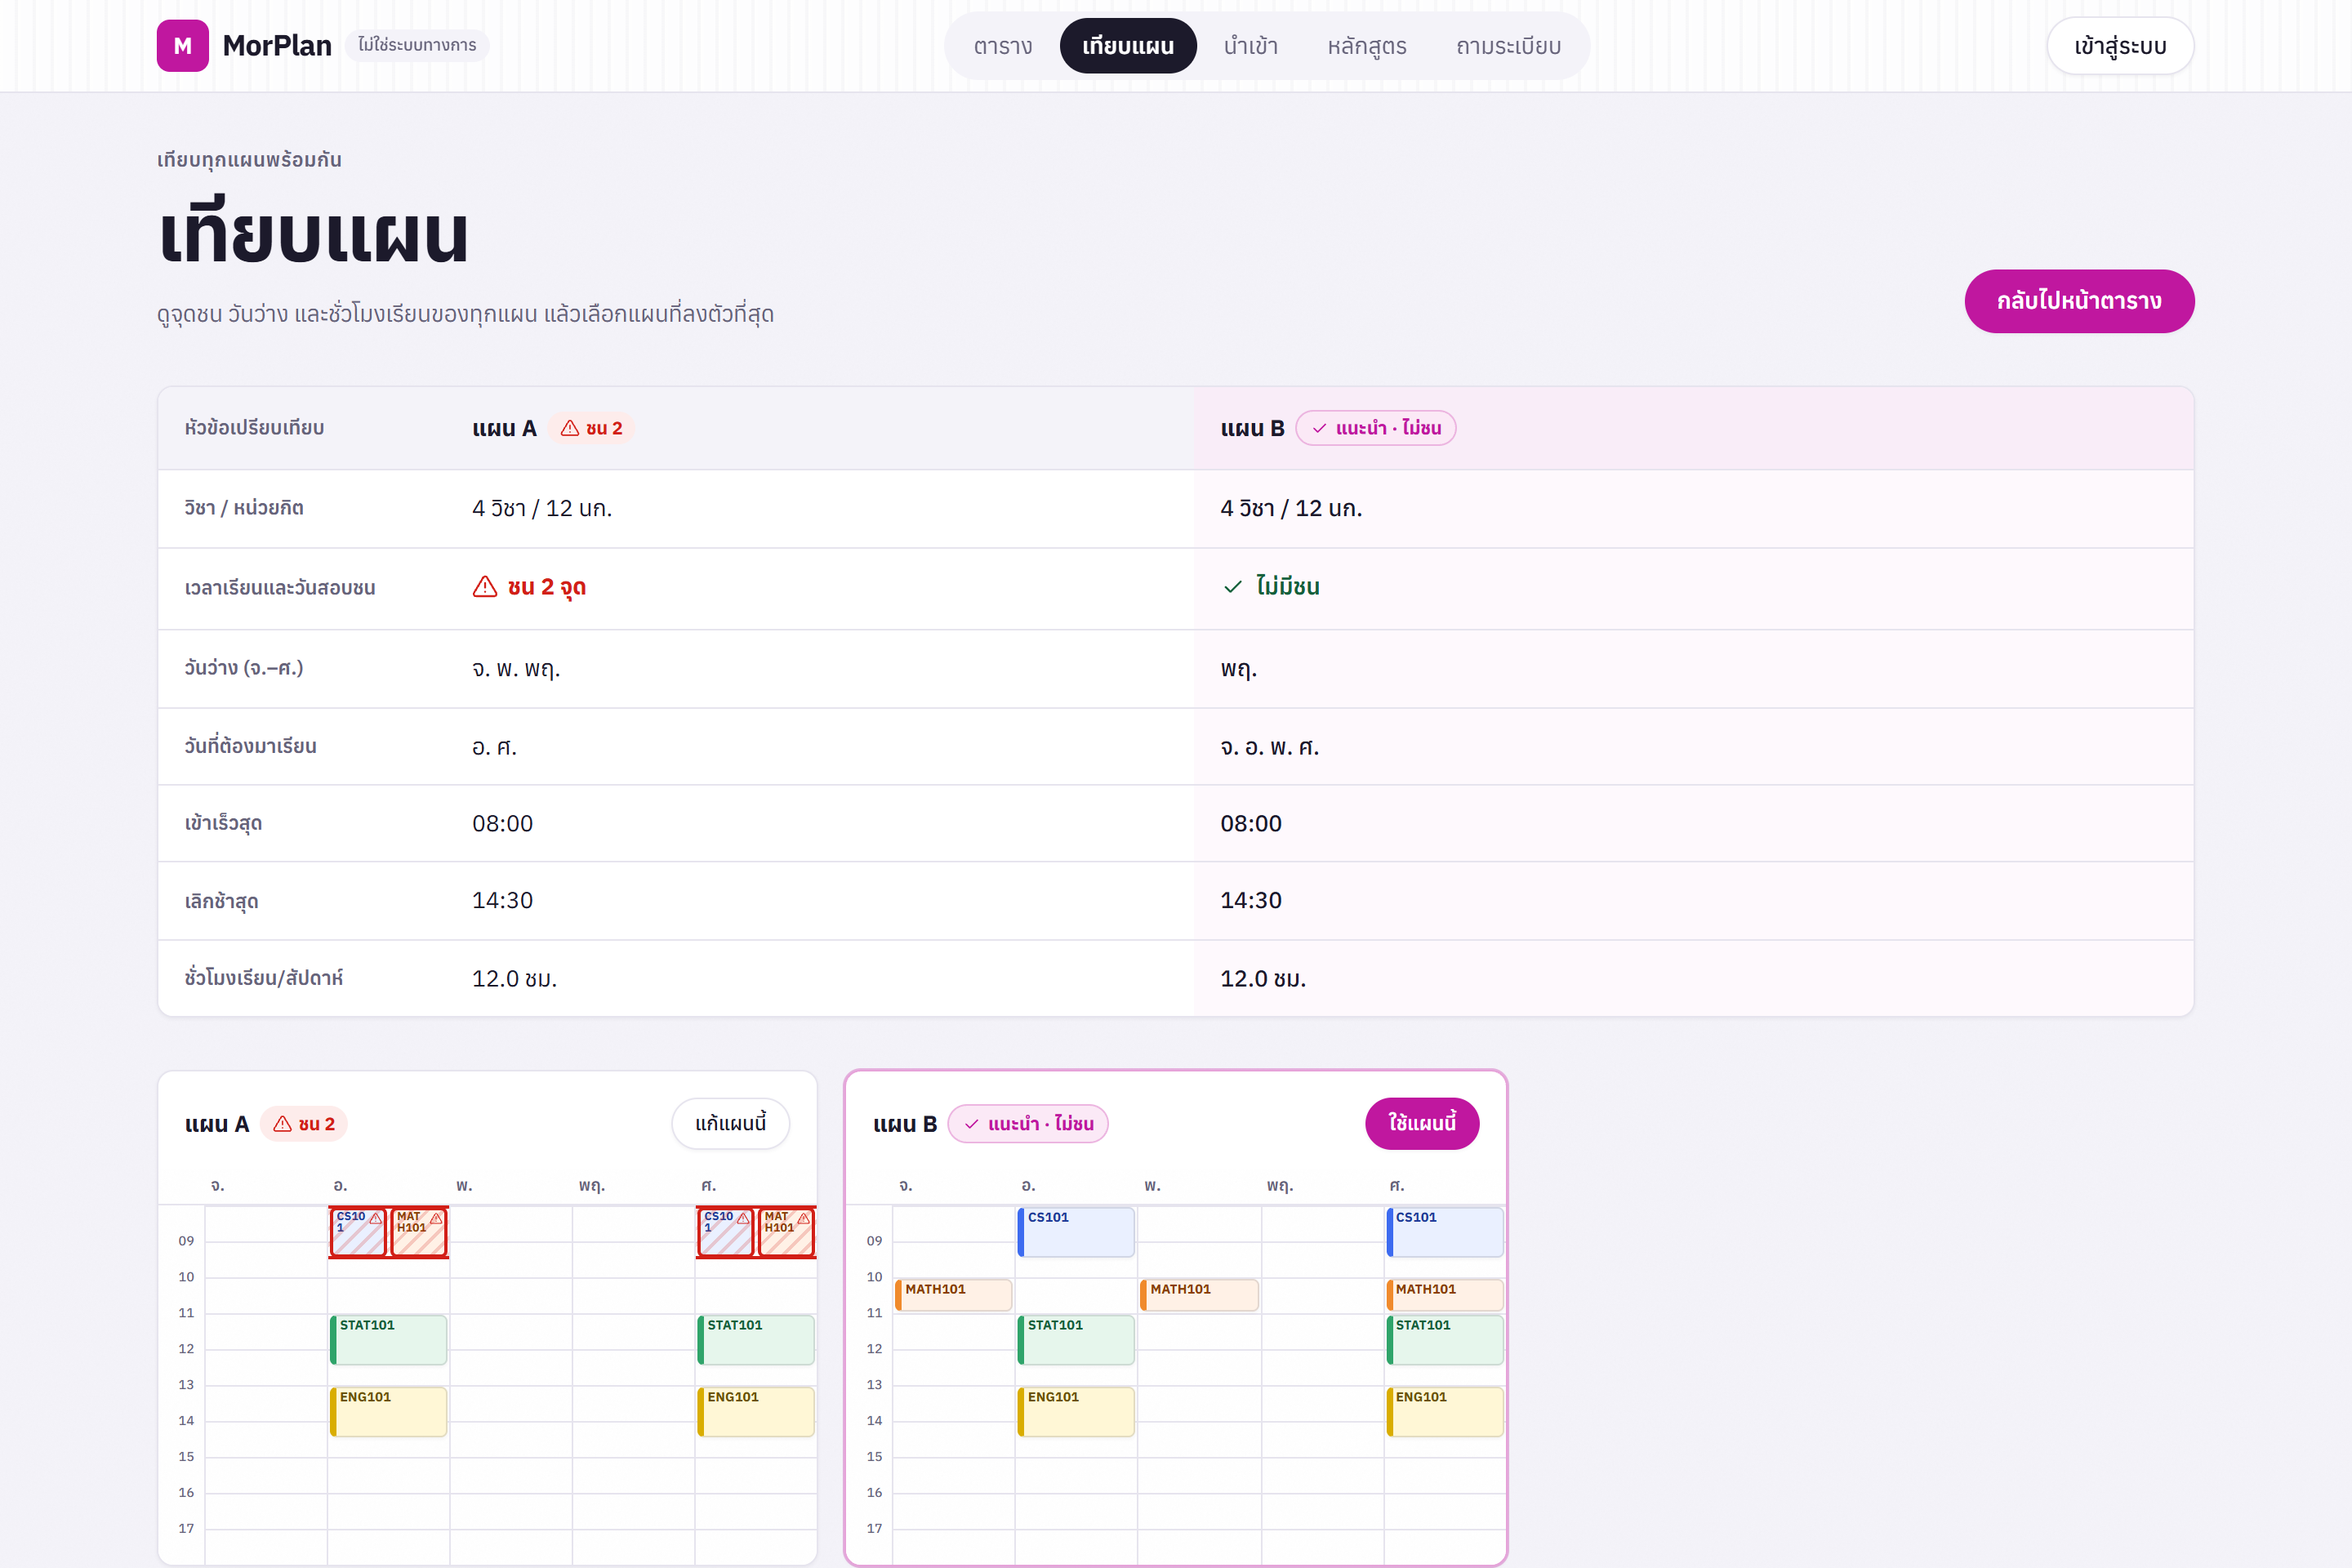 M MorPlan ไม่ใช่ระบบทางการ ตาราง เทียบแผน นำเข้า หลักสูตร ถามระเบียบ เข้าสู่ระบบ
เทียบทุกแผนพร้อมกัน
เทียบแผน
ดูจุดชน วันว่าง และชั่วโมงเรียนของทุกแผน แล้วเลือกแผนที่ลงตัวที่สุด
กลับไปหน้าตาราง
หัวข้อเปรียบเทียบ แผน A ชน 2 แผน B แนะนำ · ไม่ชน
วิชา / หน่วยกิต 4 วิชา / 12 นก. 4 วิชา / 12 นก.
เวลาเรียนและวันสอบชน ชน 2 จุด ไม่มีชน
วันว่าง (จ.–ศ.) จ. พ. พฤ. พฤ.
วันที่ต้องมาเรียน อ. ศ. จ. อ. พ. ศ.
เข้าเร็วสุด 08:00 08:00
เลิกช้าสุด 14:30 14:30
ชั่วโมงเรียน/สัปดาห์ 12.0 ชม. 12.0 ชม.
แผน A ชน 2 แก้แผนนี้
จ. อ. พ. พฤ. ศ.
CS101 MATH101 CS101 MATH101
09
10
11
STAT101 STAT101
12
13
ENG101 ENG101
14
15
16
17
แผน B แนะนำ · ไม่ชน ใช้แผนนี้
จ. อ. พ. พฤ. ศ.
CS101 CS101
09
10
MATH101 MATH101 MATH101
11
STAT101 STAT101
12
13
ENG101 ENG101
14
15
16
17